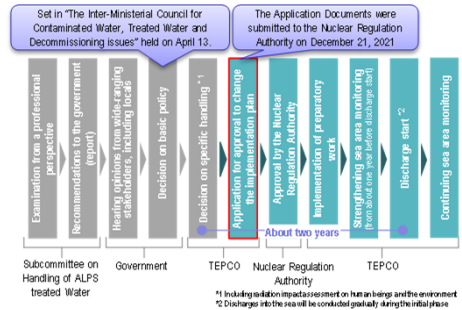 Set in "The Inter-Ministerial Council for
Contaminated Water, Treated Water and
Decommissioning issues" held on April 13.
The Application Documents were
submitted to the Nuclear Regulation
Authority on December 21, 2021
Examination from a professional
perspective
Recommendations to the government
(report)
Hearing opinions from wide-ranging
stakeholders, including locals
Decision on basic policy
Decision on specific handling *1
Application for approval to change
the implementation plan
Approval by the Nuclear
Regulation Authority
Implementation of preparatory
work
Strengthening sea area monitoring
(from about one year before discharge start)
Discharge start *2
Continuing sea area monitoring
About two years
Subcommittee on
Handling of ALPS
treated Water
Government
TEPCO
Nuclear Regulation
Authority
TEPCO
*1 Including radiation impact assessment on human beings and the environment
*2 Discharges into the sea will be conducted gradually during the initial phase